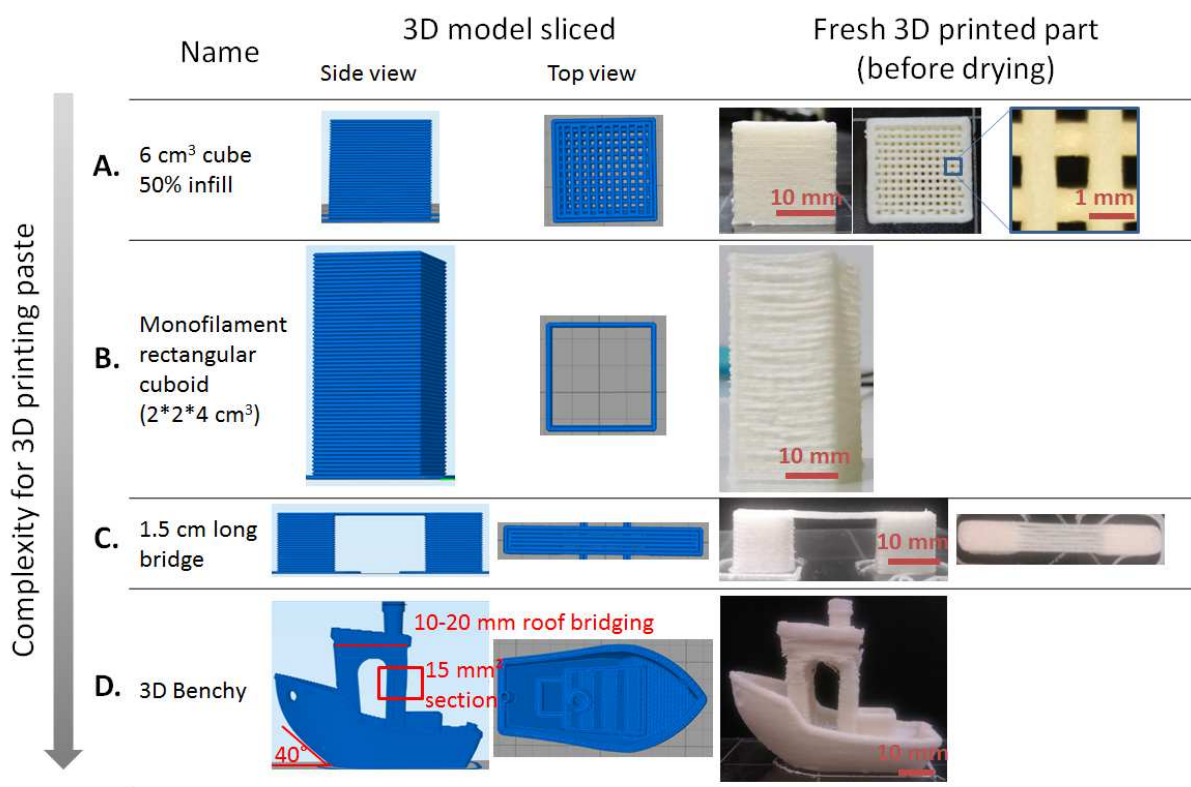 Name
3D model sliced
Side view
Top view
Fresh 3D printed part
(before drying)
Complexity for 3D printing paste
A.
6 cm³ cube
50% infill
10 mm
1 mm
B.
Monofilament
rectangular
cuboid
(2*2*4 cm³)
10 mm
C.
1.5 cm long
bridge
10 mm
D.
3D Benchy
10-20 mm roof bridging
15 mm²
section
40°
10 mm